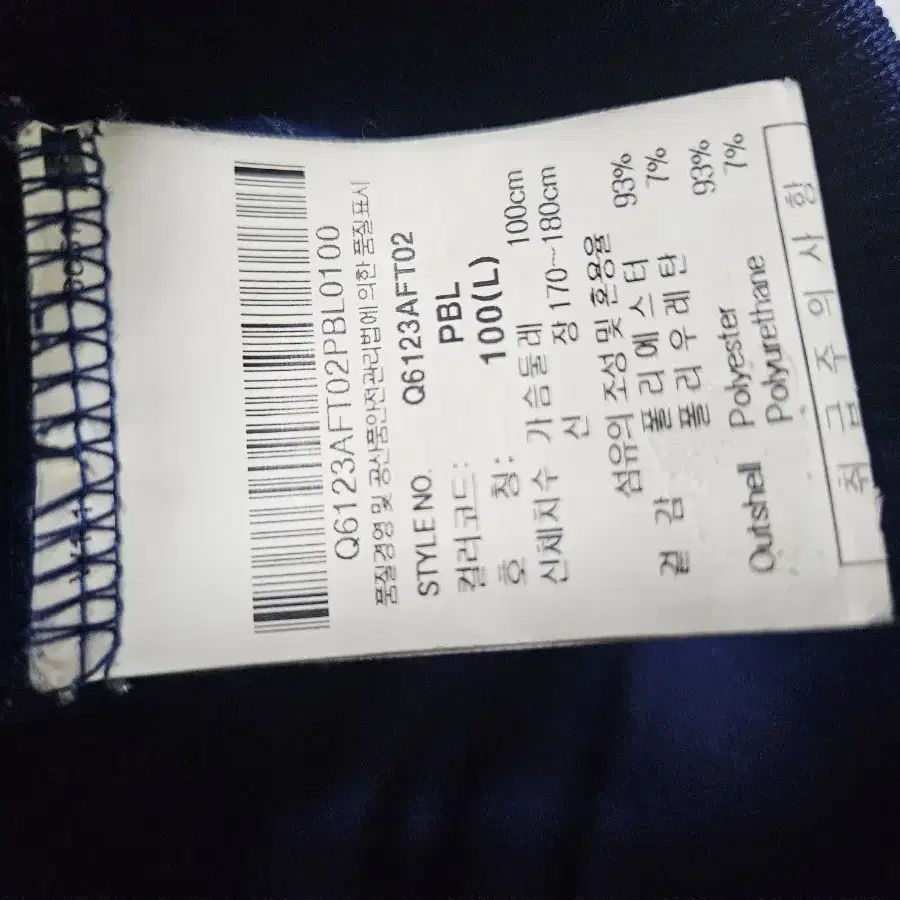 Q6123AFT02PBL0100
품질경영 및 공산품안전관리법에 의한 품질표시
STYLE NO. Q6123AFT02
컬러코드: PBL
호 칭: 100(L)
신체치수 가슴둘레 100cm
신 장 170~180cm
섬유의 조성 및 혼용율
겉 감 폴리에스터 93%
폴리우레탄 7%
Outshell Polyester 93%
Polyurethane 7%
취 급 주 의 사 항